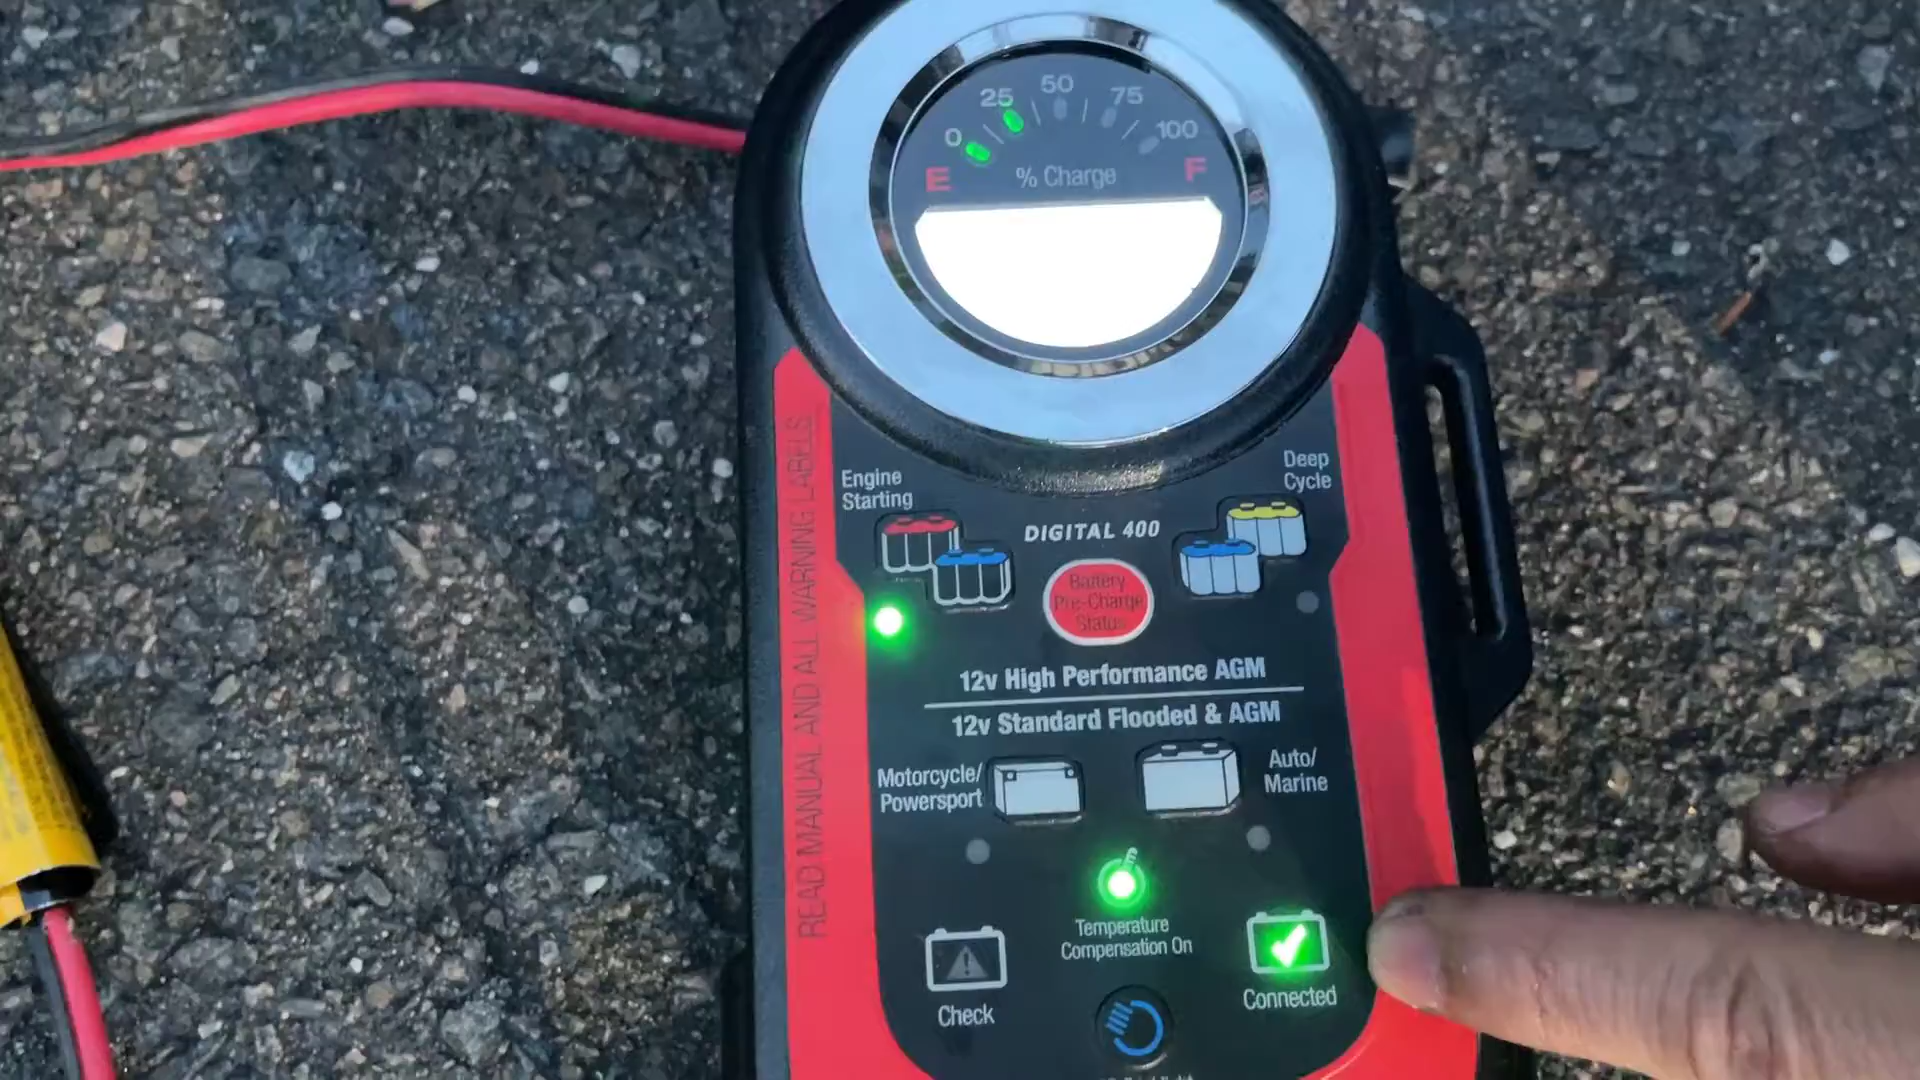 0 25 50 75 100
E % Charge F
READ MANUAL AND ALL WARNING LABELS
Engine
Starting
Deep
Cycle
DIGITAL 400
Battery
Pre-Charge
Status
12v High Performance AGM
12v Standard Flooded & AGM
Motorcycle/
Powersport
Auto/
Marine
Temperature
Compensation On
Check
Connected